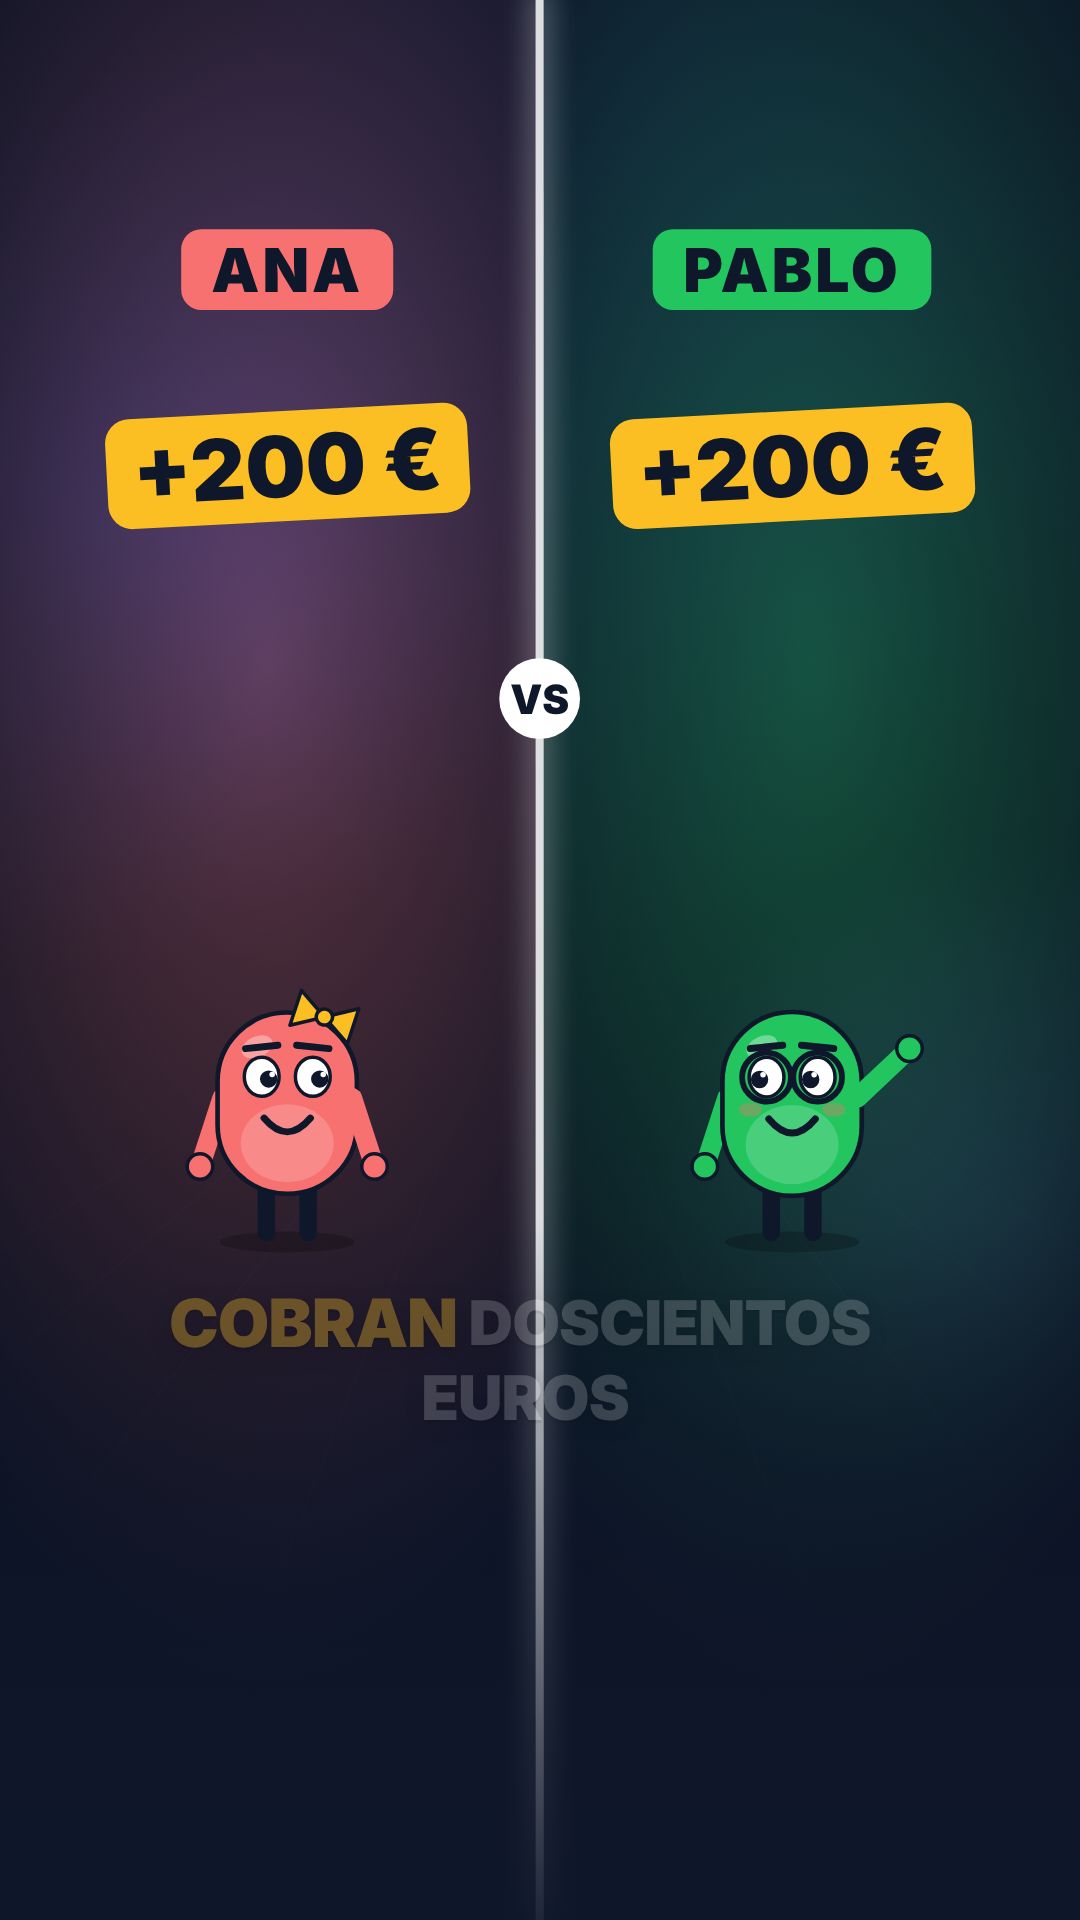 ANA
PABLO
+200 €
+200 €
VS
COBRAN DOSCIENTOS
EUROS